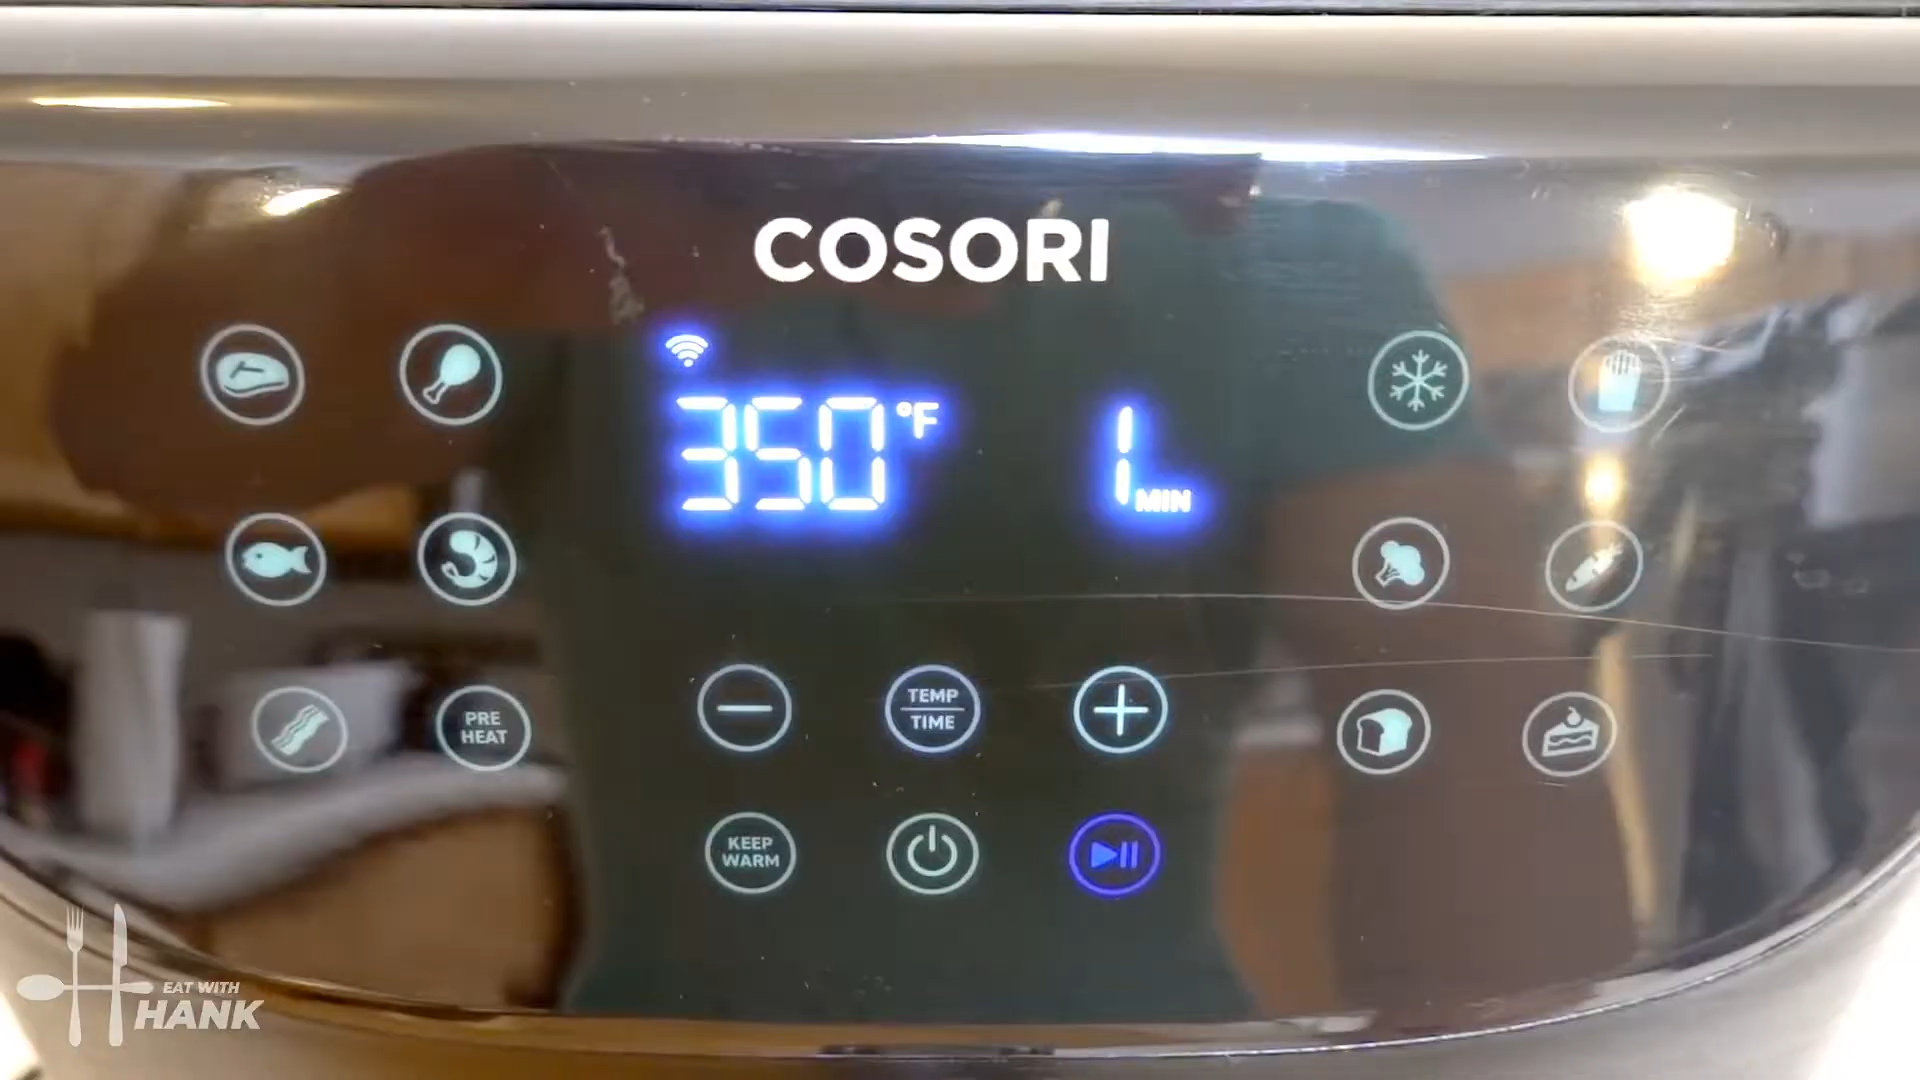 COSORI
350 °F
1 MIN
TEMP
TIME
PRE
HEAT
KEEP
WARM
EAT WITH
HANK